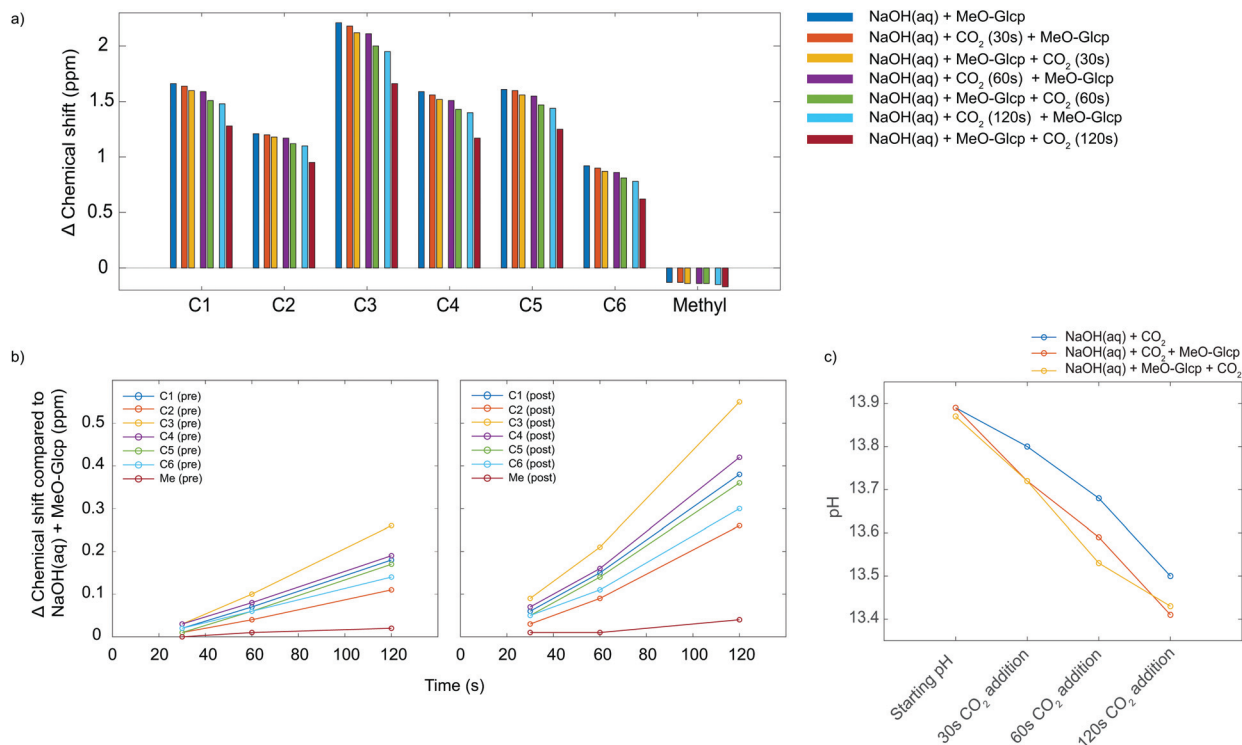 a)
Δ Chemical shift (ppm)
2
1.5
1
0.5
0
C1 C2 C3 C4 C5 C6 Methyl
NaOH(aq) + MeO-Glcp
NaOH(aq) + CO₂ (30s) + MeO-Glcp
NaOH(aq) + MeO-Glcp + CO₂ (30s)
NaOH(aq) + CO₂ (60s) + MeO-Glcp
NaOH(aq) + MeO-Glcp + CO₂ (60s)
NaOH(aq) + CO₂ (120s) + MeO-Glcp
NaOH(aq) + MeO-Glcp + CO₂ (120s)
b)
Δ Chemical shift compared to
NaOH(aq) + MeO-Glcp (ppm)
0.5
0.4
0.3
0.2
0.1
0
C1 (pre)
C2 (pre)
C3 (pre)
C4 (pre)
C5 (pre)
C6 (pre)
Me (pre)
0 20 40 60 80 100 120
C1 (post)
C2 (post)
C3 (post)
C4 (post)
C5 (post)
C6 (post)
Me (post)
0 20 40 60 80 100 120
Time (s)
c)
NaOH(aq) + CO₂
NaOH(aq) + CO₂ + MeO-Glcp
NaOH(aq) + MeO-Glcp + CO₂
pH
13.9
13.8
13.7
13.6
13.5
13.4
Starting pH
30s CO₂ addition
60s CO₂ addition
120s CO₂ addition